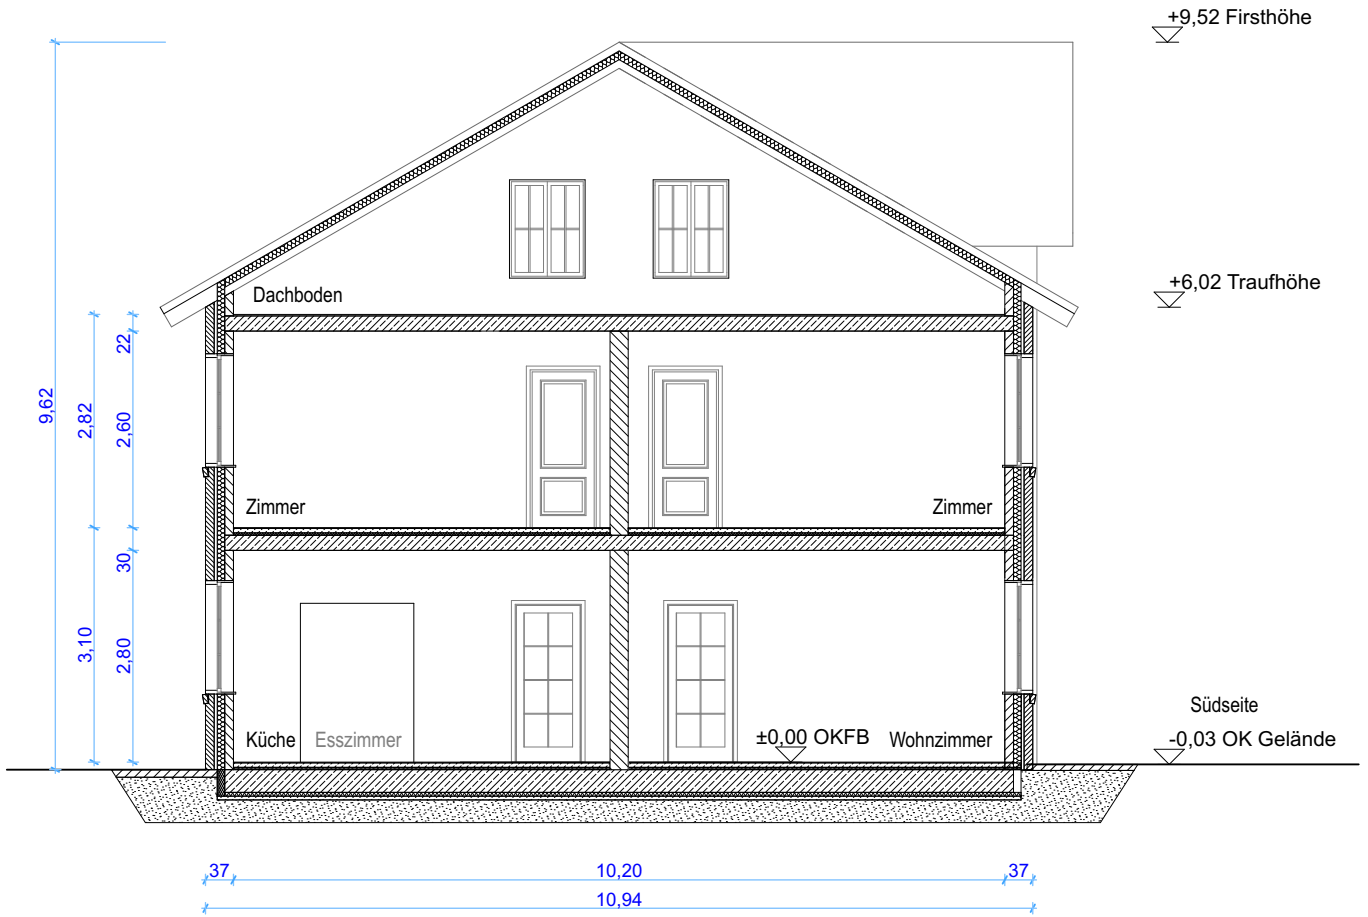 +9,52 Firsthöhe
+6,02 Traufhöhe
Dachboden
22
9,62
2,82
2,60
Zimmer
Zimmer
30
3,10
2,80
Südseite
Küche
Esszimmer
±0,00 OKFB
Wohnzimmer
-0,03 OK Gelände
37
10,20
37
10,94